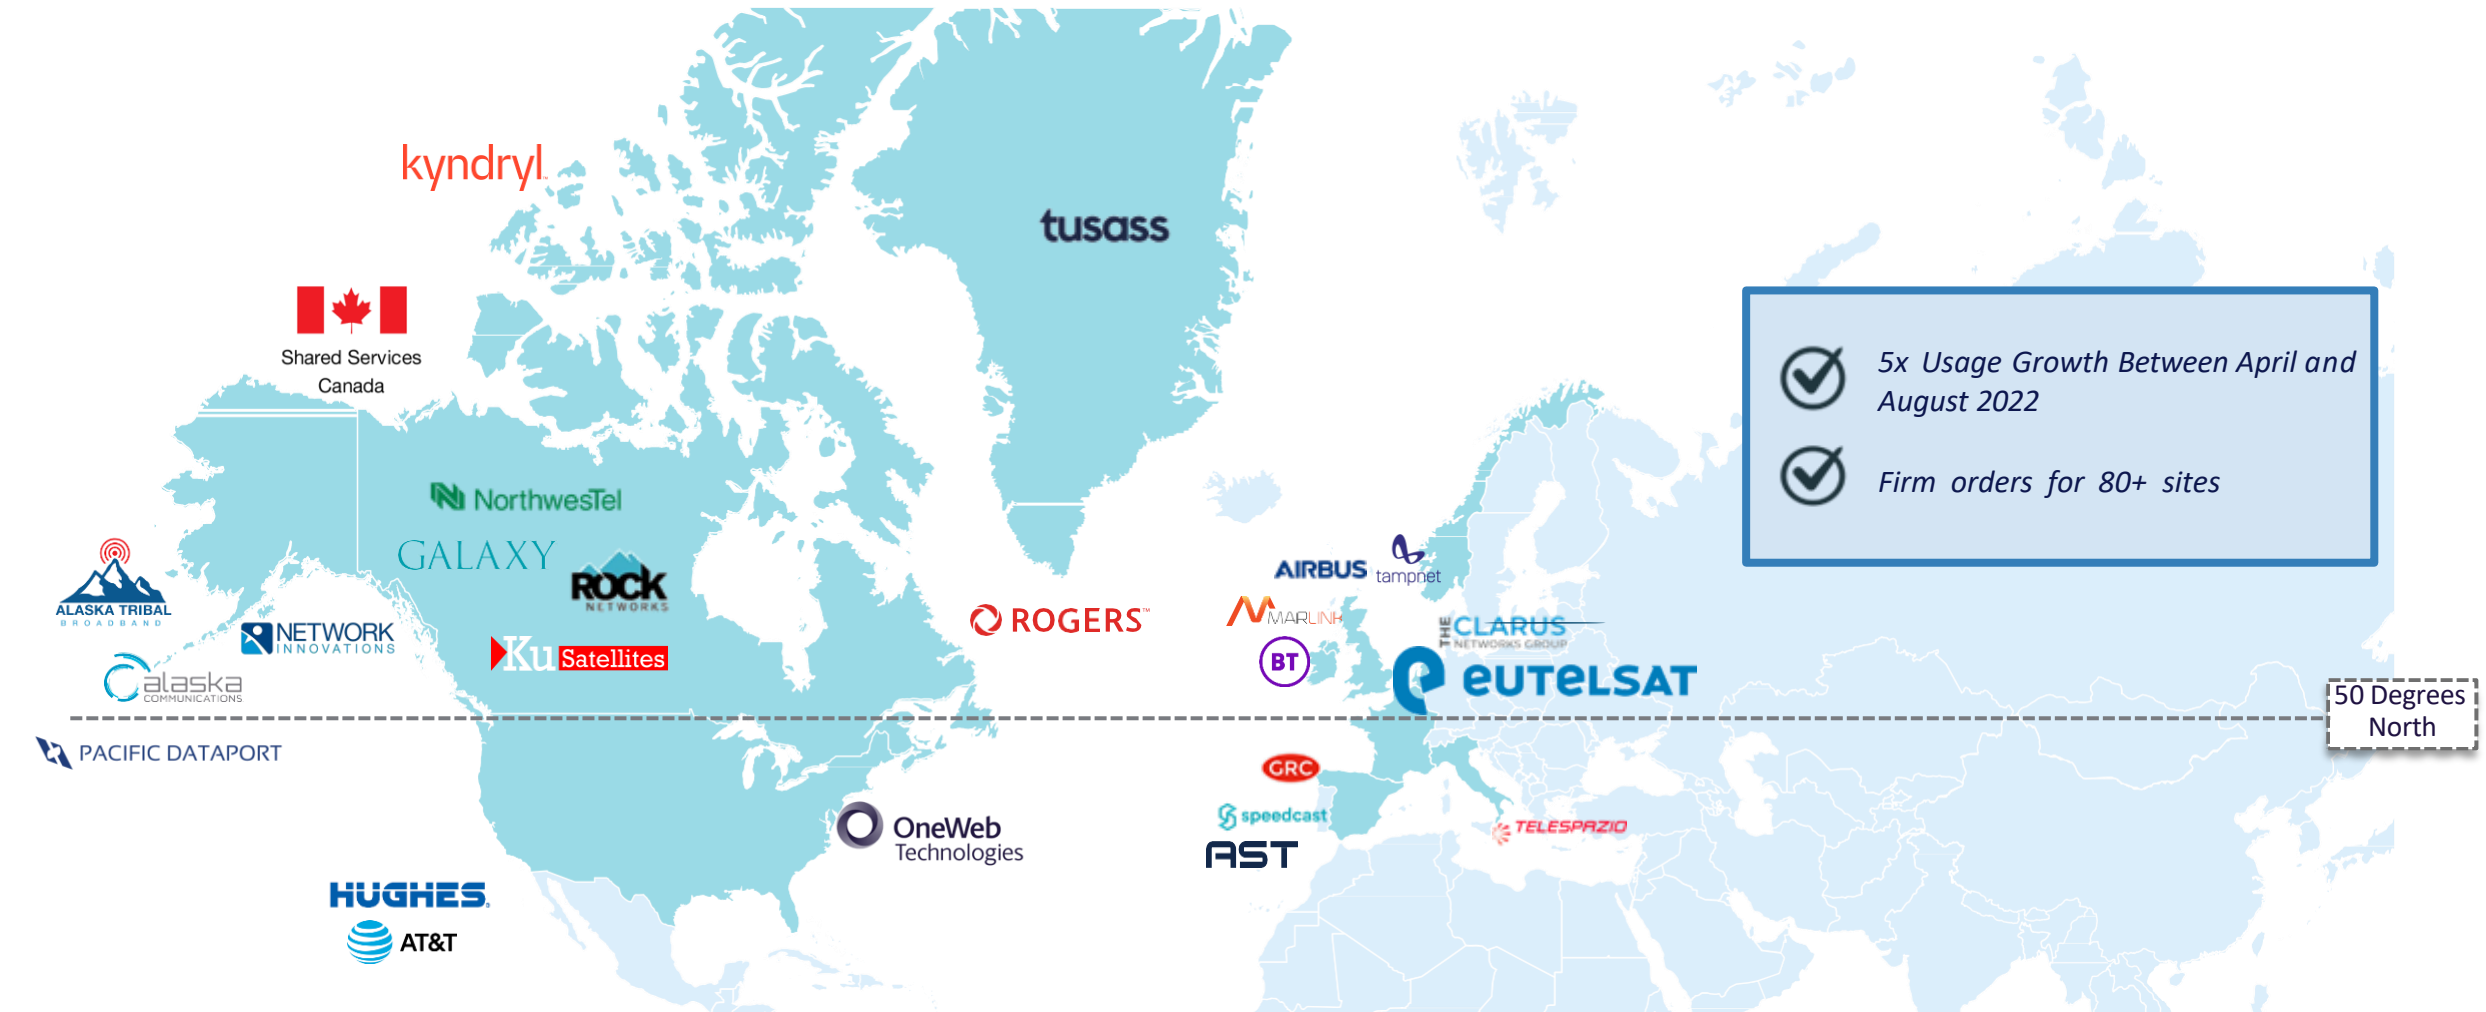 kyndryl
tusass
Shared Services
Canada
5x Usage Growth Between April and
August 2022
Firm orders for 80+ sites
NorthwesTel
GALAXY
ROCK
NETWORKS
ALASKA TRIBAL
BROADBAND
NETWORK
INNOVATIONS
alaska
COMMUNICATIONS
Ku Satellites
ROGERS™
AIRBUS
tampnet
MARLINK
BT
THE CLARUS
NETWORKS GROUP
eutelsat
50 Degrees
North
PACIFIC DATAPORT
GRC
speedcast
AST
TELESPAZIO
OneWeb
Technologies
HUGHES
AT&T